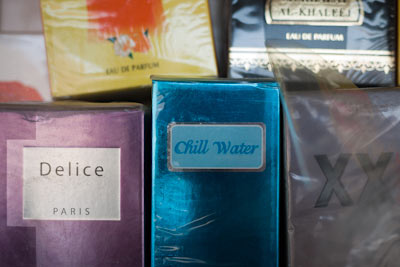 EAU DE PARFUM
AL-KHALEEJ
EAU DE PARFUM
Delice
PARIS
Chill Water
XX